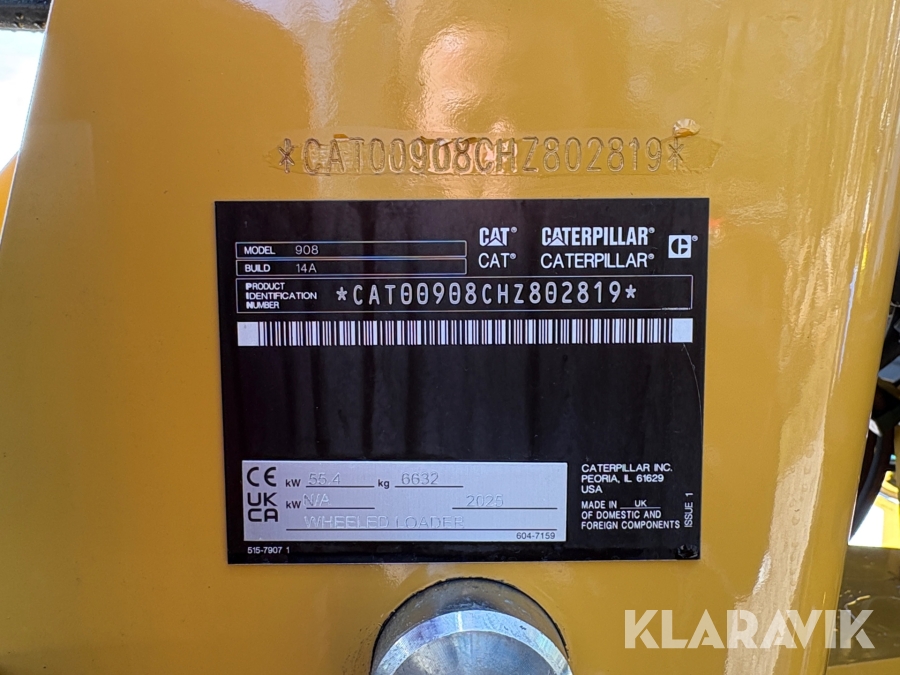 *CAT00908CHZ802819*
CAT® CATERPILLAR®
CAT® CATERPILLAR®
MODEL 908
BUILD 14A
PRODUCT IDENTIFICATION NUMBER *CAT00908CHZ802819*
CE kW 55.4 kg 6632
UK CA kW N/A 2025
WHEELED LOADER
604-7159
515-7907 1
CATERPILLAR INC.
PEORIA, IL 61629
USA
MADE IN UK
OF DOMESTIC AND
FOREIGN COMPONENTS
ISSUE 1
KLARAVIK